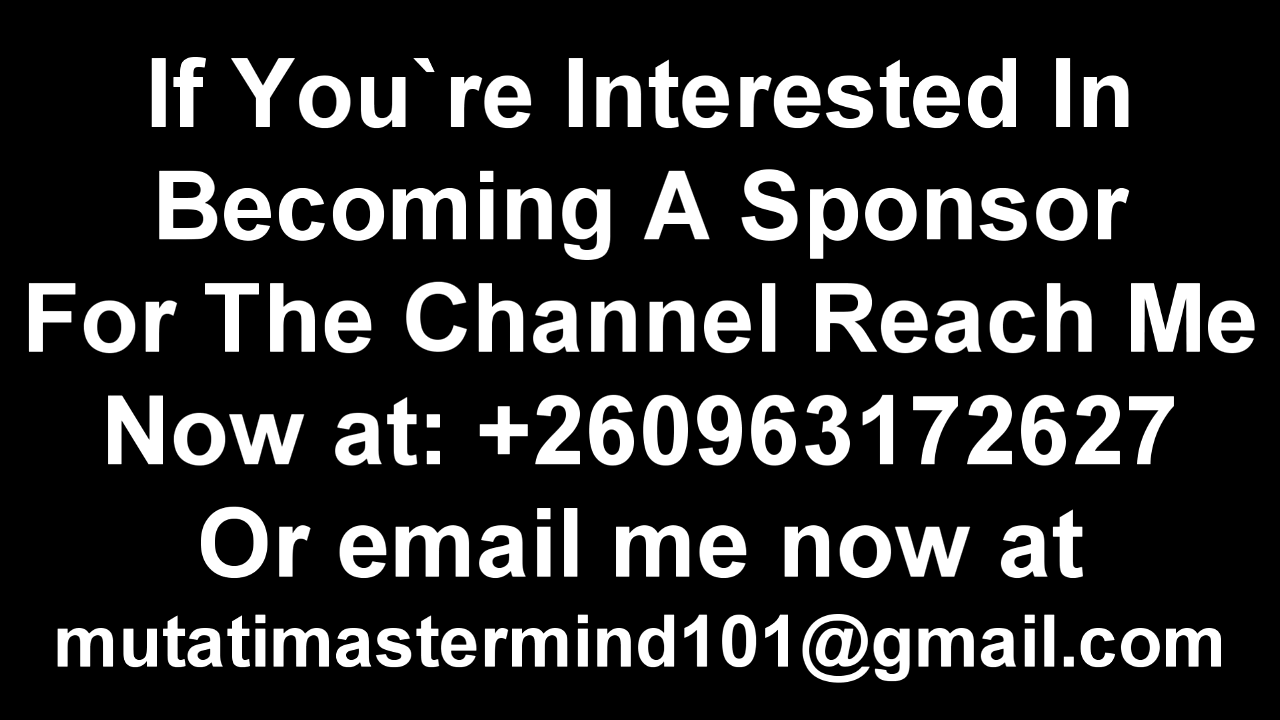 If You`re Interested In
Becoming A Sponsor
For The Channel Reach Me
Now at: +260963172627
Or email me now at
mutatimastermind101@gmail.com